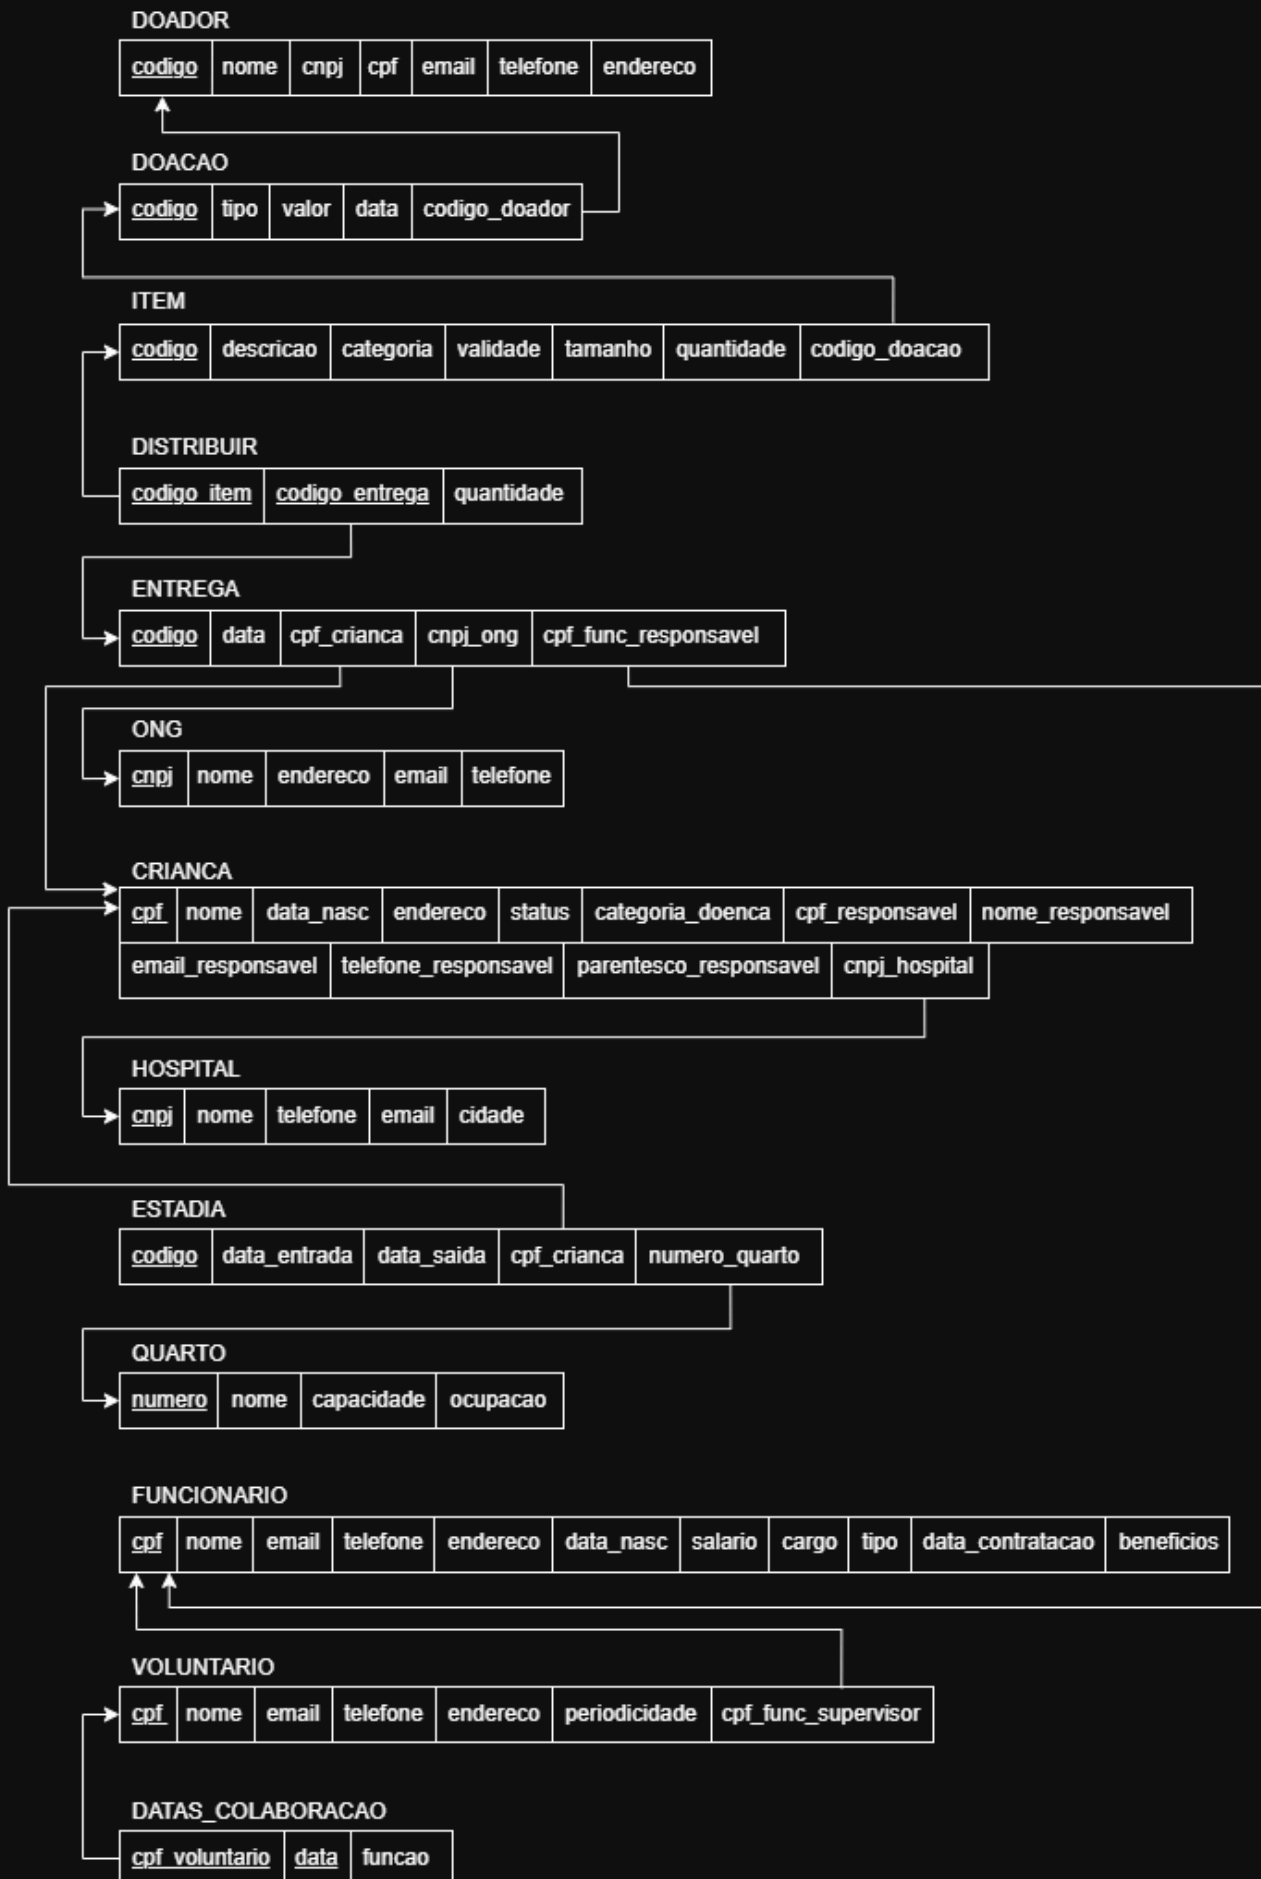 DOADOR
codigo nome cnpj cpf email telefone endereco
DOACAO
codigo tipo valor data codigo_doador
ITEM
codigo descricao categoria validade tamanho quantidade codigo_doacao
DISTRIBUIR
codigo_item codigo_entrega quantidade
ENTREGA
codigo data cpf_crianca cnpj_ong cpf_func_responsavel
ONG
cnpj nome endereco email telefone
CRIANCA
cpf nome data_nasc endereco status categoria_doenca cpf_responsavel nome_responsavel
email_responsavel telefone_responsavel parentesco_responsavel cnpj_hospital
HOSPITAL
cnpj nome telefone email cidade
ESTADIA
codigo data_entrada data_saida cpf_crianca numero_quarto
QUARTO
numero nome capacidade ocupacao
FUNCIONARIO
cpf nome email telefone endereco data_nasc salario cargo tipo data_contratacao beneficios
VOLUNTARIO
cpf nome email telefone endereco periodicidade cpf_func_supervisor
DATAS_COLABORACAO
cpf_voluntario data funcao